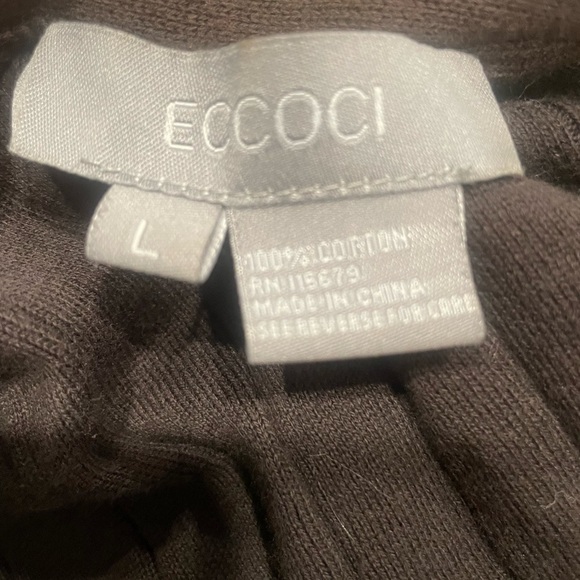 ECCOCI
L
100% COTTON
RN 115679
MADE IN CHINA
SEE REVERSE FOR CARE